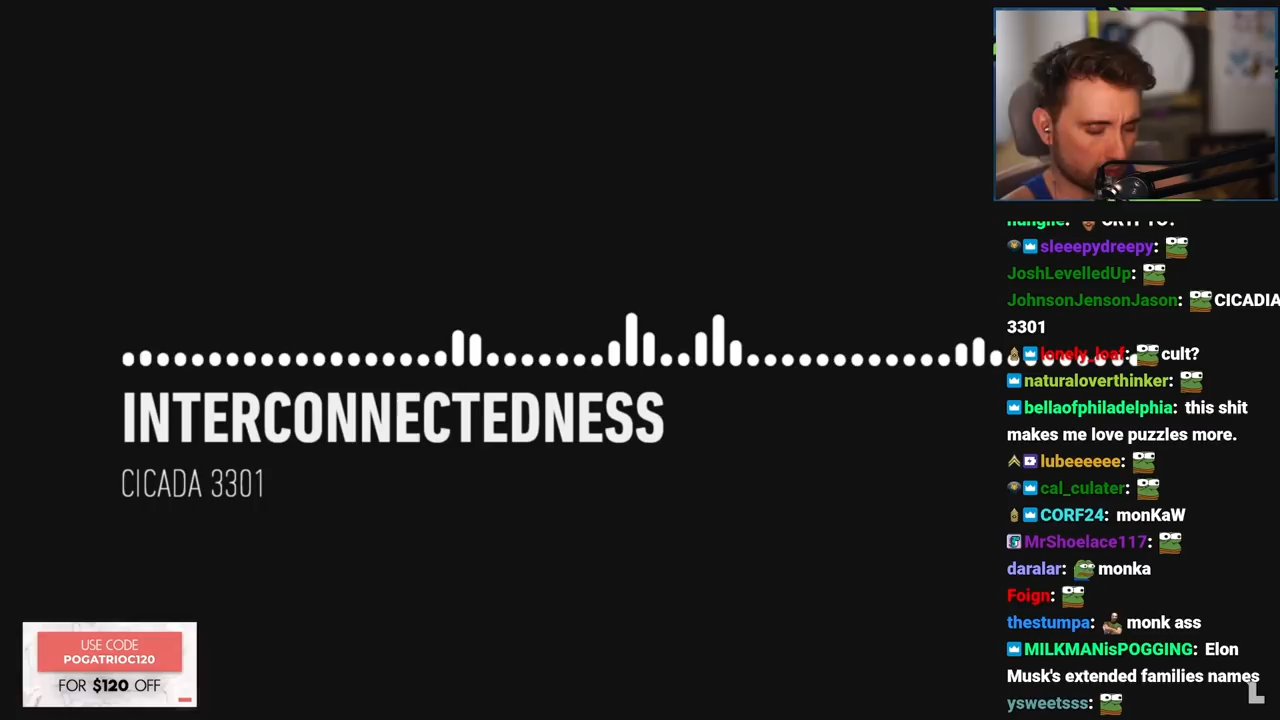 sleeepydreepy:
JoshLevelledUp:
JohnsonJensonJason: CICADIA
3301
lonely_loaf: cult?
naturaloverthinker:
bellaofphiladelphia: this shit
makes me love puzzles more.
lubeeeeee:
cal_culater:
CORF24: monKaW
MrShoelace117:
daralar: monka
Foign:
thestumpa: monk ass
MILKMANisPOGGING: Elon
Musk's extended families names
ysweetsss:
INTERCONNECTEDNESS
CICADA 3301
USE CODE
POGATRIOC120
FOR $120 OFF
L